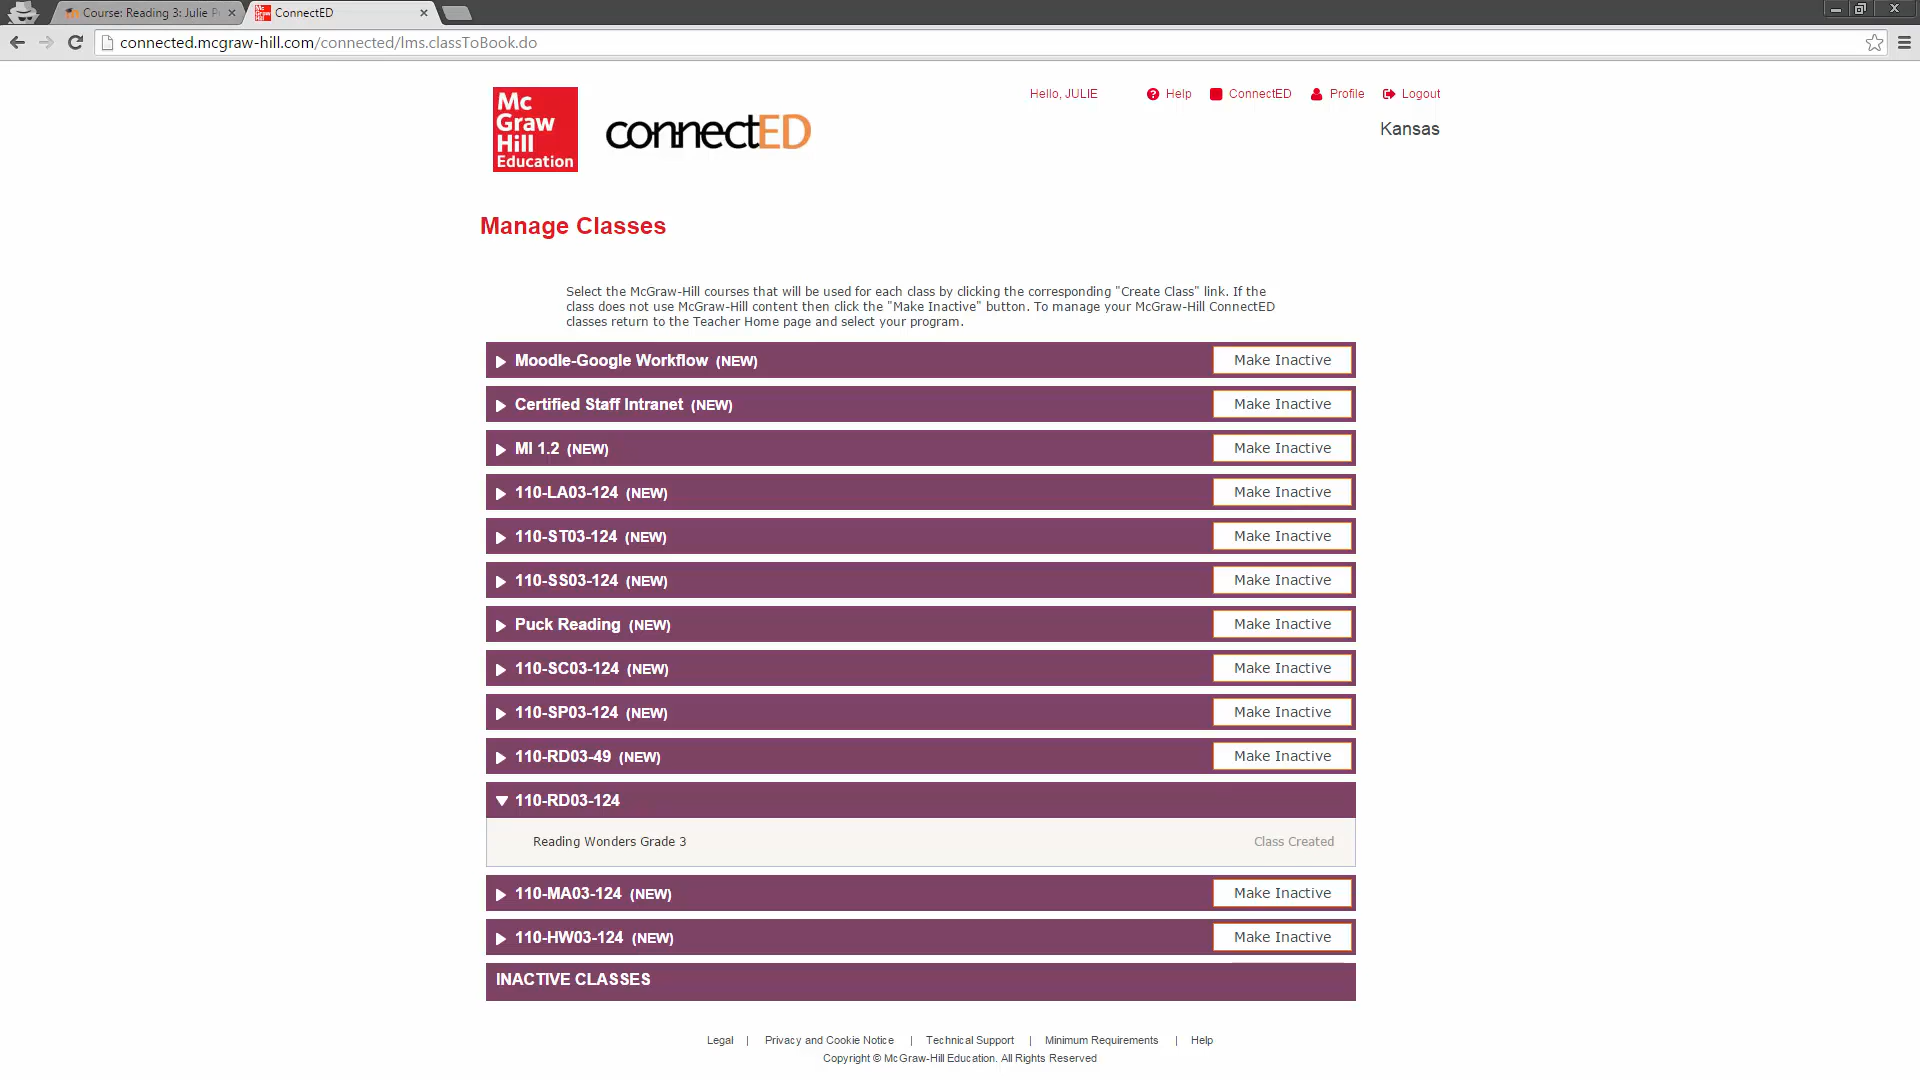 Course: Reading 3: Julie P
ConnectED
connected.mcgraw-hill.com/connected/lms.classToBook.do
Mc
Graw
Hill
Education
connectED
Hello, JULIE
Help
ConnectED
Profile
Logout
Kansas
Manage Classes
Select the McGraw-Hill courses that will be used for each class by clicking the corresponding "Create Class" link. If the
class does not use McGraw-Hill content then click the "Make Inactive" button. To manage your McGraw-Hill ConnectED
classes return to the Teacher Home page and select your program.
Moodle-Google Workflow (NEW) Make Inactive
Certified Staff Intranet (NEW) Make Inactive
MI 1.2 (NEW) Make Inactive
110-LA03-124 (NEW) Make Inactive
110-ST03-124 (NEW) Make Inactive
110-SS03-124 (NEW) Make Inactive
Puck Reading (NEW) Make Inactive
110-SC03-124 (NEW) Make Inactive
110-SP03-124 (NEW) Make Inactive
110-RD03-49 (NEW) Make Inactive
110-RD03-124
Reading Wonders Grade 3 Class Created
110-MA03-124 (NEW) Make Inactive
110-HW03-124 (NEW) Make Inactive
INACTIVE CLASSES
Legal | Privacy and Cookie Notice | Technical Support | Minimum Requirements | Help
Copyright © McGraw-Hill Education. All Rights Reserved